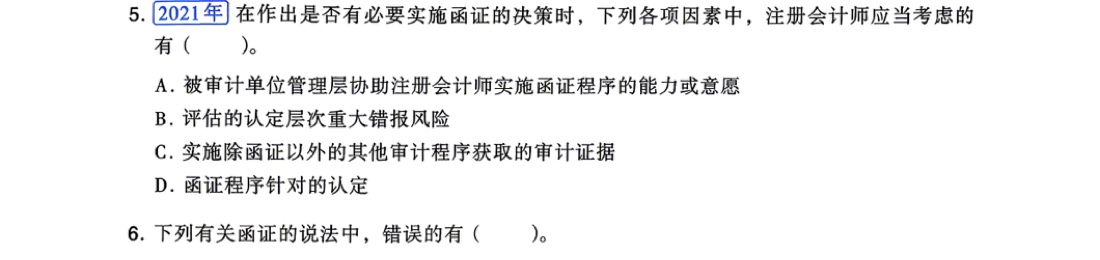 5. 2021年 在作出是否有必要实施函证的决策时，下列各项因素中，注册会计师应当考虑的
有（　　）。
A. 被审计单位管理层协助注册会计师实施函证程序的能力或意愿
B. 评估的认定层次重大错报风险
C. 实施除函证以外的其他审计程序获取的审计证据
D. 函证程序针对的认定
6. 下列有关函证的说法中，错误的有（　　）。